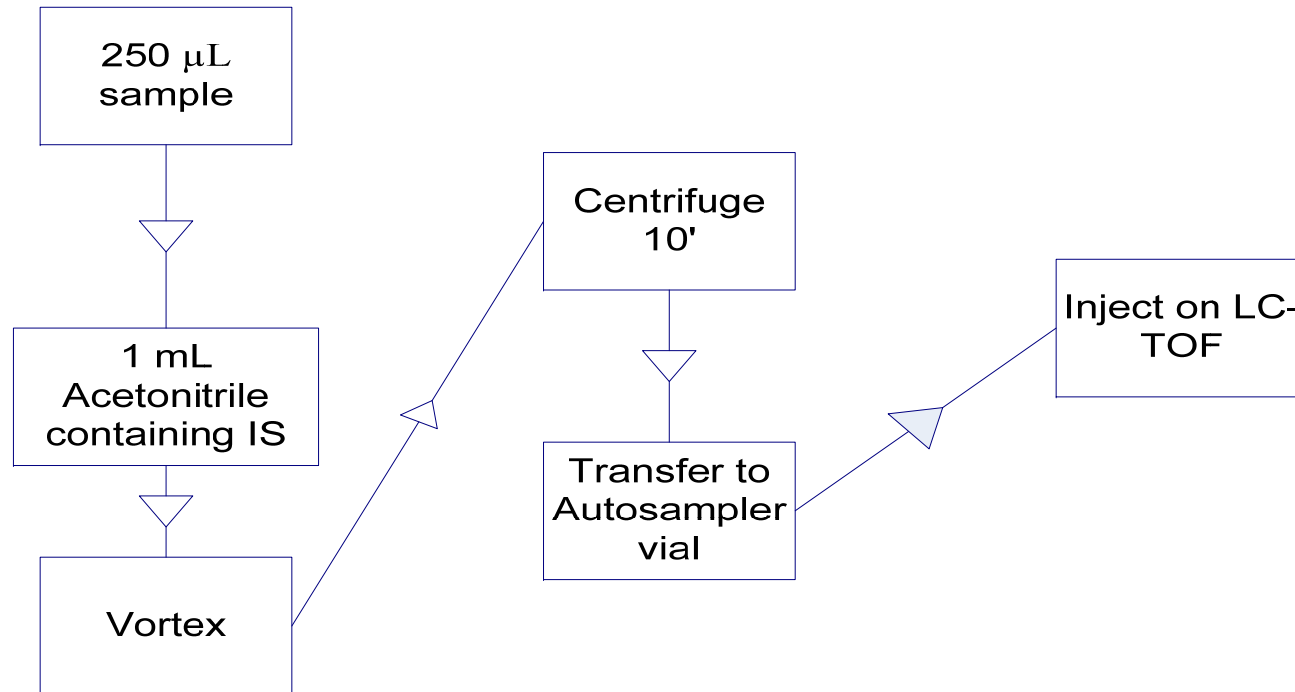 250 μL
sample
1 mL
Acetonitrile
containing IS
Vortex
Centrifuge
10'
Transfer to
Autosampler
vial
Inject on LC-
TOF